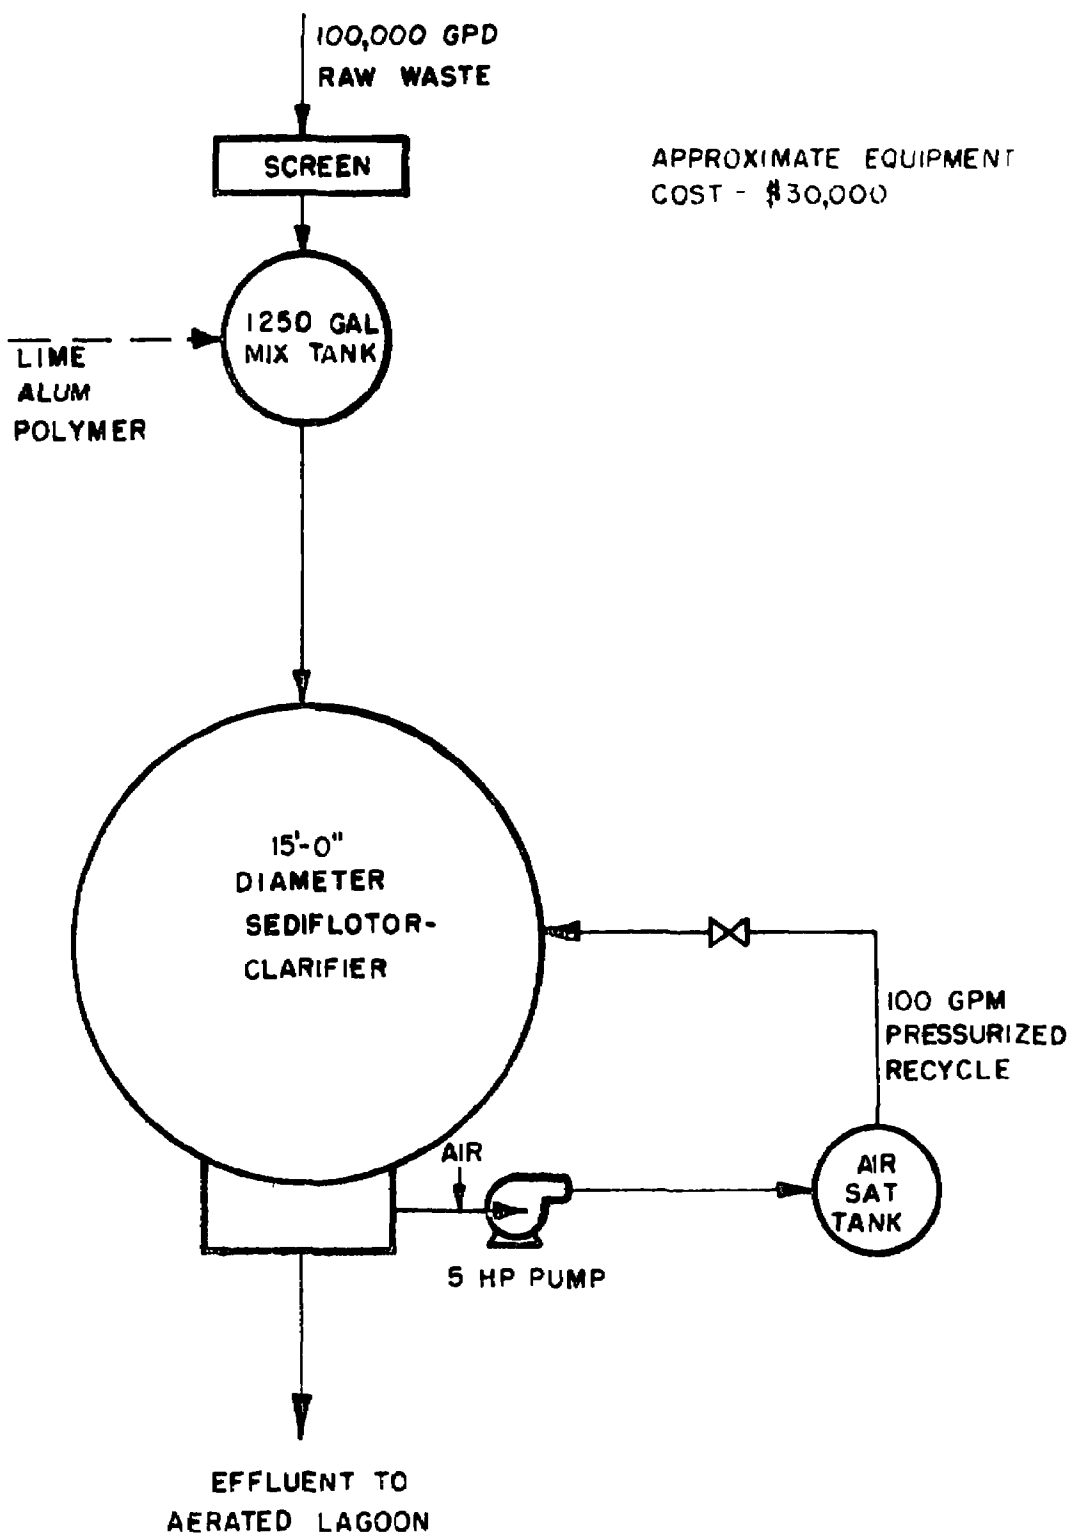 100,000 GPD
RAW WASTE
SCREEN
APPROXIMATE EQUIPMENT
COST - $30,000
1250 GAL
MIX TANK
LIME
ALUM
POLYMER
15'-0"
DIAMETER
SEDIFLOTOR-
CLARIFIER
100 GPM
PRESSURIZED
RECYCLE
AIR
AIR
SAT
TANK
5 HP PUMP
EFFLUENT TO
AERATED LAGOON